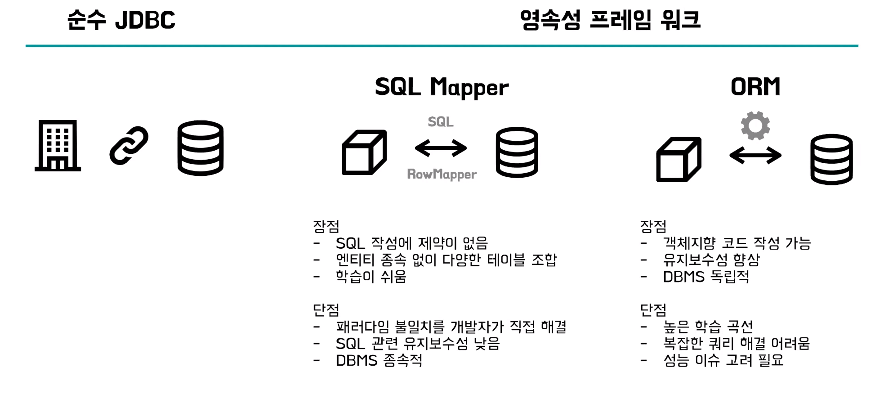 순수 JDBC
영속성 프레임 워크
SQL Mapper
SQL
RowMapper
잠점
- SQL 작성에 제약이 없음
- 엔티티 종속 없이 다양한 테이블 조합
- 학습이 쉬움
단점
- 패러다임 불일치를 개발자가 직접 해결
- SQL 관련 유지보수성 낮음
- DBMS 종속적
ORM
잠점
- 객체지향 코드 작성 가능
- 유지보수성 향상
- DBMS 독립적
단점
- 높은 학습 곡선
- 복잡한 쿼리 해결 어려움
- 성능 이슈 고려 필요